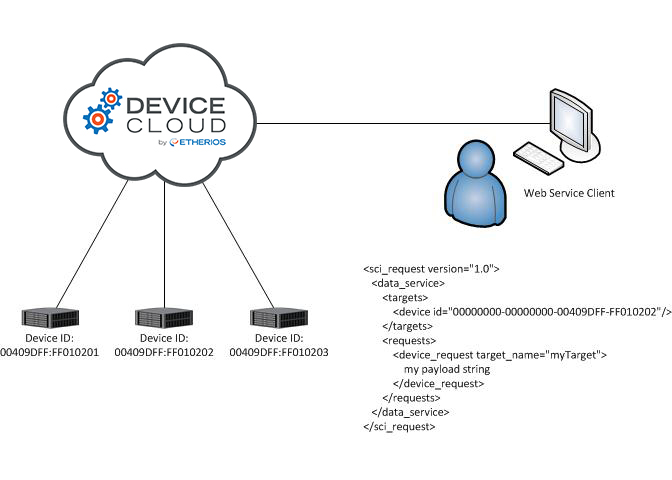 DEVICE
CLOUD
by ETHERIOS
Web Service Client
Device ID:
00409DFF:FF010201
Device ID:
00409DFF:FF010202
Device ID:
00409DFF:FF010203
<sci_request version="1.0">
<data_service>
<targets>
<device id="00000000-00000000-00409DFF-FF010202"/>
</targets>
<requests>
<device_request target_name="myTarget">
my payload string
</device_request>
</requests>
</data_service>
</sci_request>